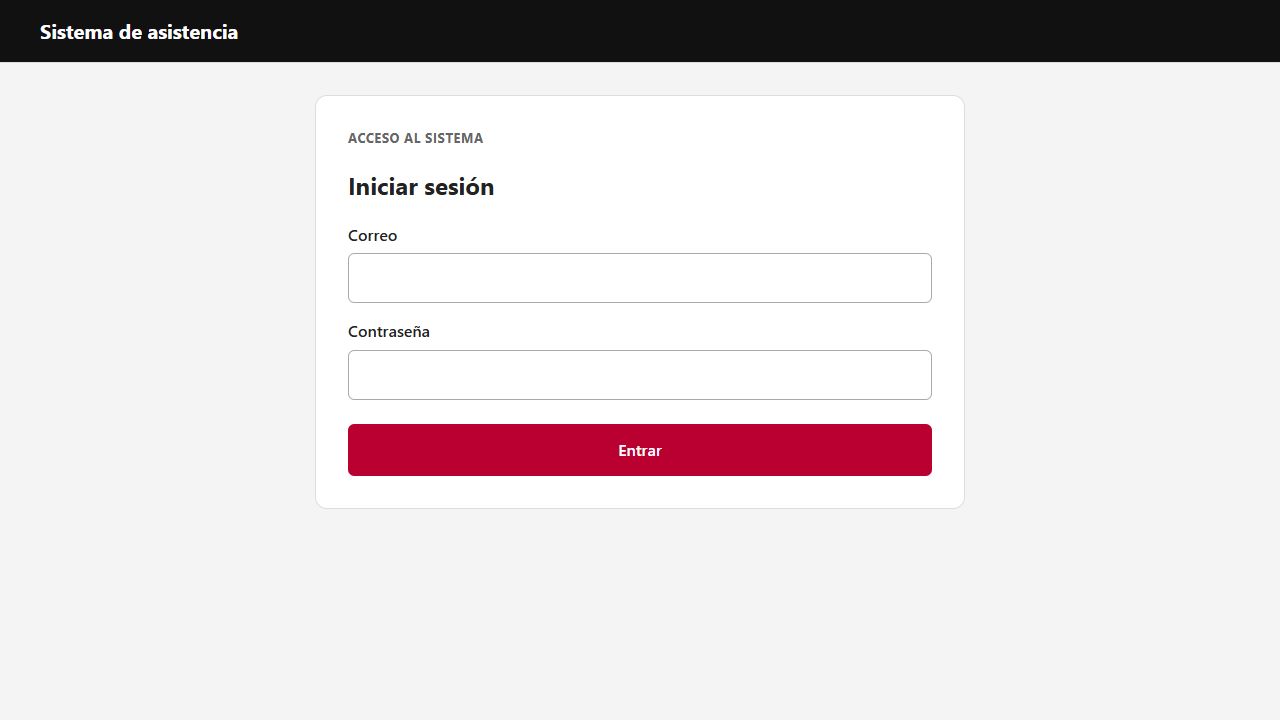 Sistema de asistencia
ACCESO AL SISTEMA
Iniciar sesión
Correo
Contraseña
Entrar